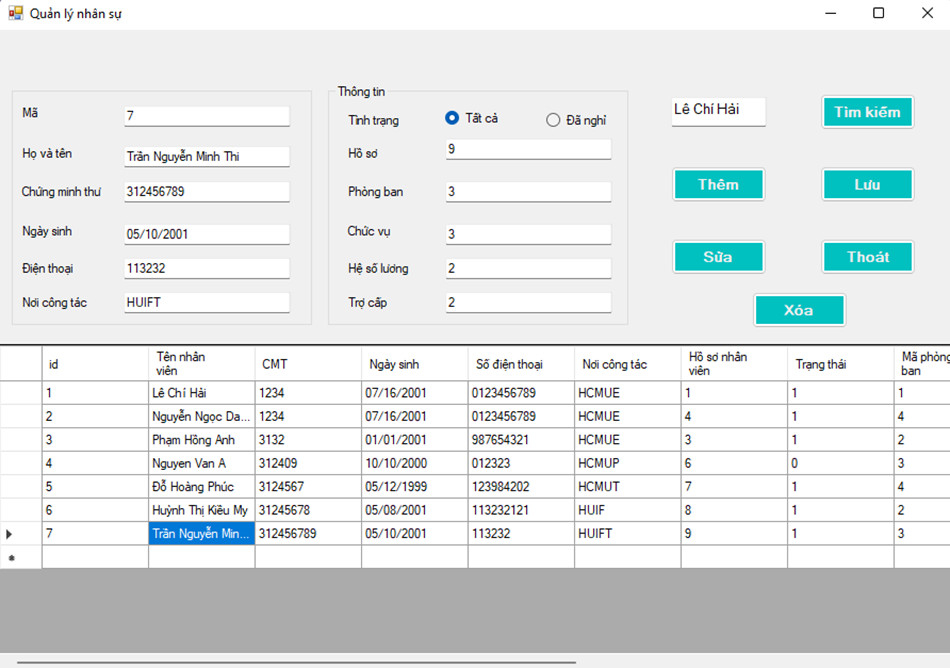 Quản lý nhân sự
Mã 7
Họ và tên Trần Nguyễn Minh Thi
Chứng minh thư 312456789
Ngày sinh 05/10/2001
Điện thoại 113232
Nơi công tác HUIFT
Thông tin
Tình trạng Tất cả Đã nghỉ
Hồ sơ 9
Phòng ban 3
Chức vụ 3
Hệ số lương 2
Trợ cấp 2
Lê Chí Hải Tìm kiếm
Thêm Lưu
Sửa Thoát
Xóa
id Tên nhân viên CMT Ngày sinh Số điện thoại Nơi công tác Hồ sơ nhân viên Trạng thái Mã phòng ban
1 Lê Chí Hải 1234 07/16/2001 0123456789 HCMUE 1 1 1
2 Nguyễn Ngọc Da... 1234 07/16/2001 0123456789 HCMUE 4 1 4
3 Phạm Hồng Anh 3132 01/01/2001 987654321 HCMUE 3 1 2
4 Nguyen Van A 312409 10/10/2000 012323 HCMUP 6 0 3
5 Đỗ Hoàng Phúc 3124567 05/12/1999 123984202 HCMUT 7 1 4
6 Huỳnh Thị Kiều My 31245678 05/08/2001 113232121 HUIF 8 1 2
7 Trần Nguyễn Min... 312456789 05/10/2001 113232 HUIFT 9 1 3